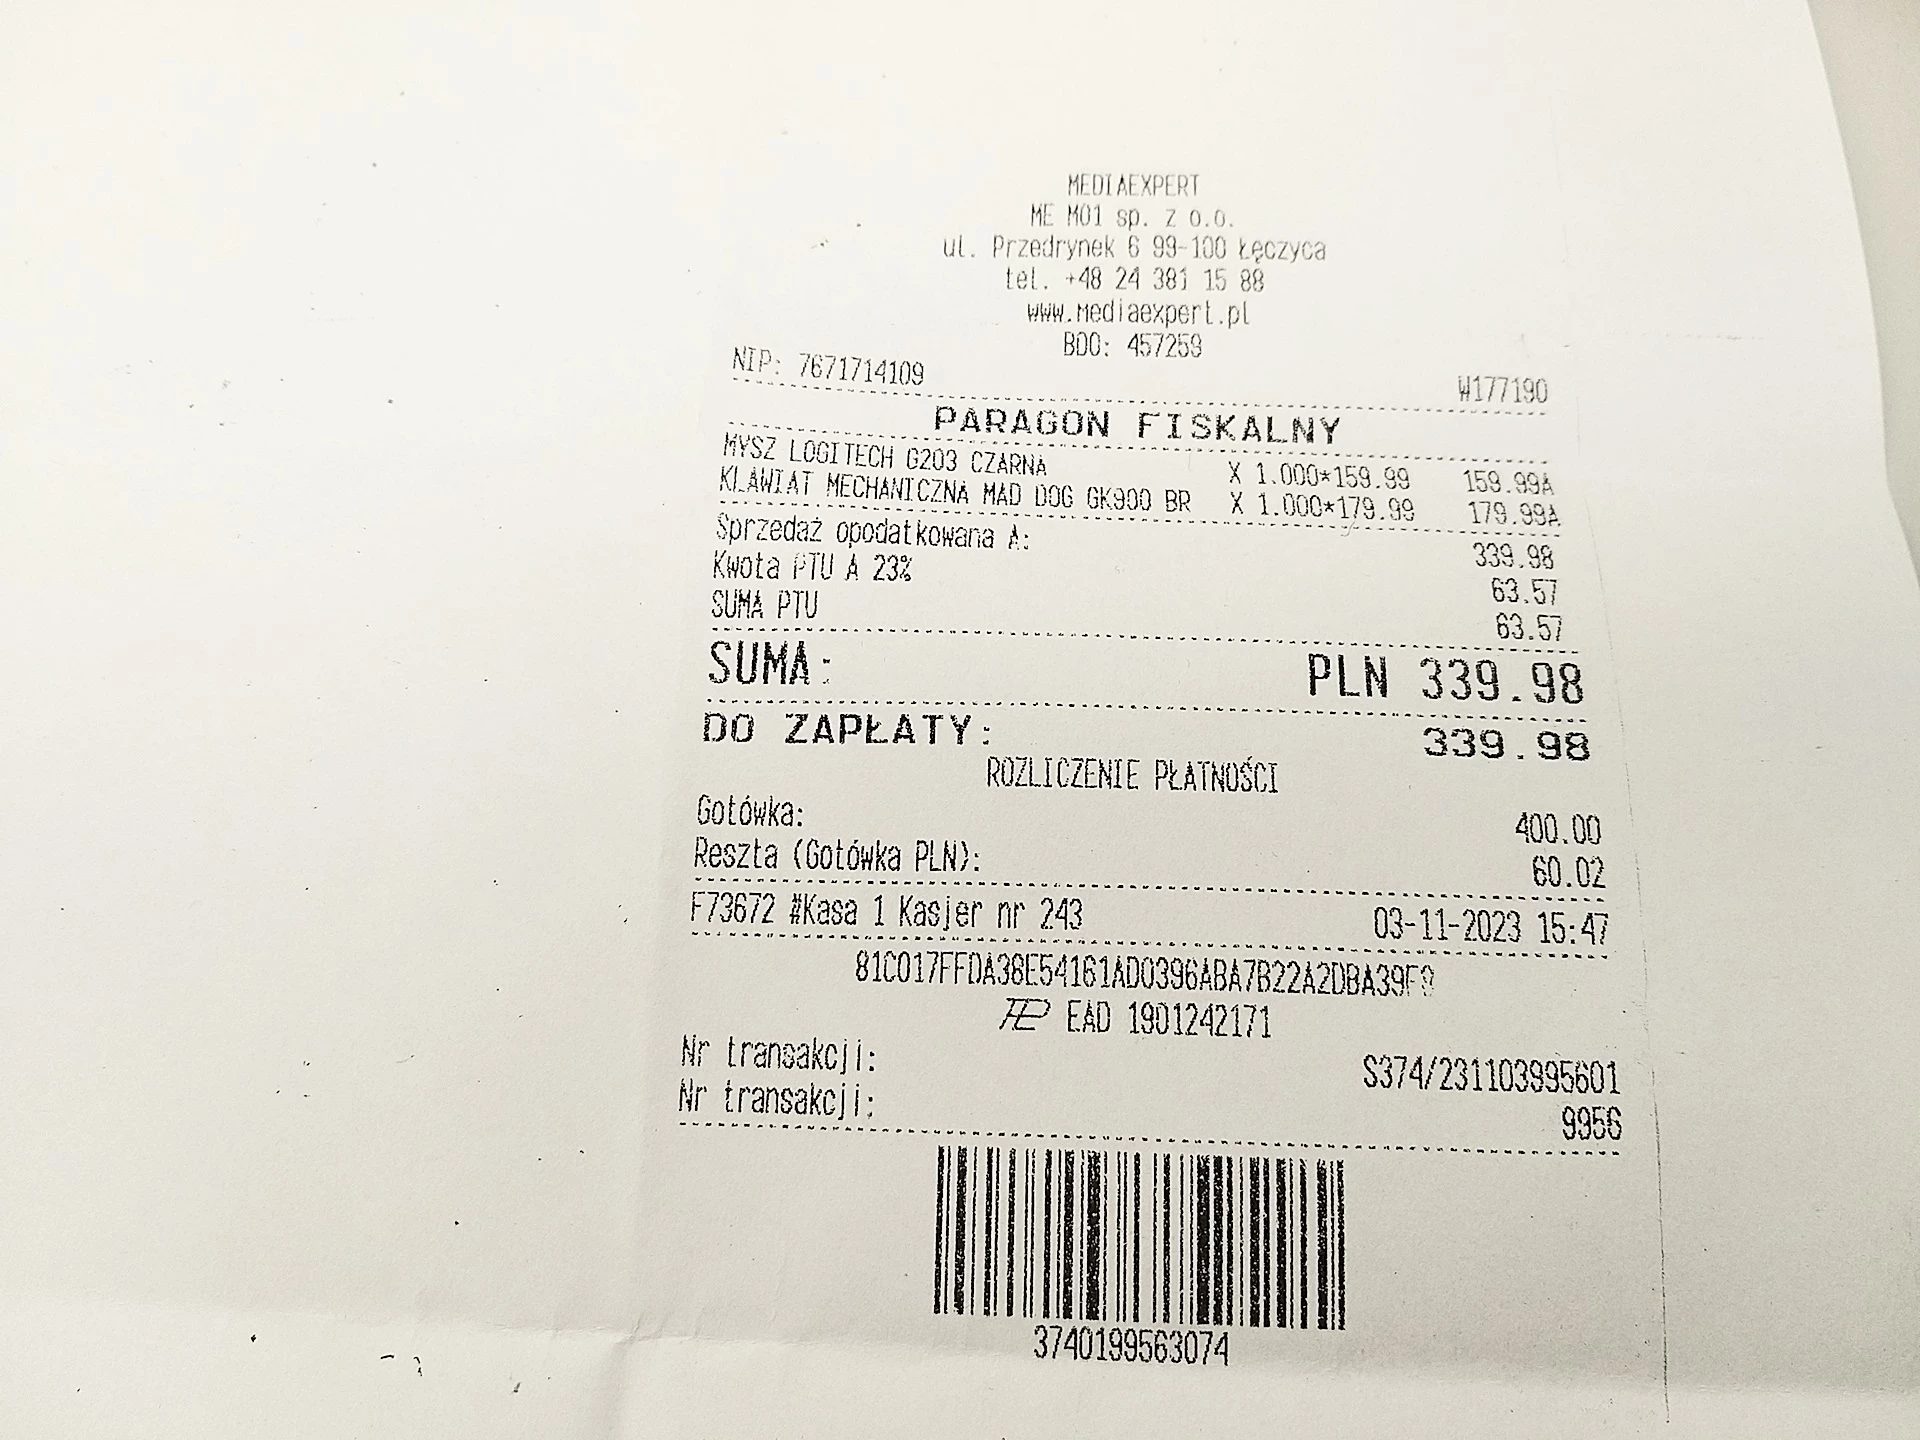 MEDIAEXPERT
ME M01 sp. z o.o.
ul. Przedrynek 6 99-100 Łęczyca
tel. +48 24 381 15 88
www.mediaexpert.pl
BDO: 457259
NIP: 7671714109 W177190
PARAGON FISKALNY
MYSZ LOGITECH G203 CZARNA X 1.000*159.99 159.99A
KLAWIAT MECHANICZNA MAD DOG GK900 BR X 1.000*179.99 179.99A
Sprzedaż opodatkowana A: 339.98
Kwota PTU A 23% 63.57
SUMA PTU 63.57
SUMA: PLN 339.98
DO ZAPŁATY: 339.98
ROZLICZENIE PŁATNOŚCI
Gotówka: 400.00
Reszta (Gotówka PLN): 60.02
F73672 #Kasa 1 Kasjer nr 243 03-11-2023 15:47
81C017FFDA38E54161AD0396ABA7B22A2DBA39F8
EAD 1901242171
Nr transakcji: S374/231103995601
Nr transakcji: 9956
3740199563074